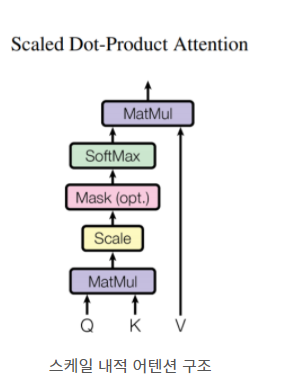 Scaled Dot-Product Attention
MatMul
SoftMax
Mask (opt.)
Scale
MatMul
Q K V
스케일 내적 어텐션 구조